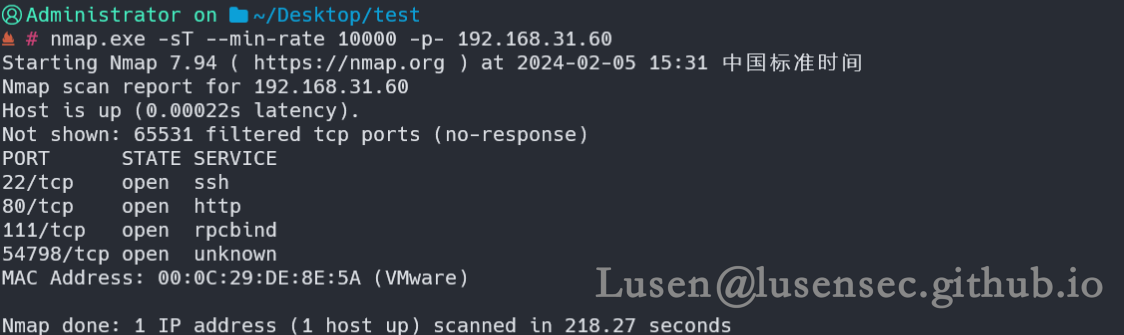 Administrator on ~/Desktop/test
# nmap.exe -sT --min-rate 10000 -p- 192.168.31.60
Starting Nmap 7.94 ( https://nmap.org ) at 2024-02-05 15:31 中国标准时间
Nmap scan report for 192.168.31.60
Host is up (0.00022s latency).
Not shown: 65531 filtered tcp ports (no-response)
PORT      STATE SERVICE
22/tcp    open  ssh
80/tcp    open  http
111/tcp   open  rpcbind
54798/tcp open  unknown
MAC Address: 00:0C:29:DE:8E:5A (VMware)
Lusen@lusensec.github.io
Nmap done: 1 IP address (1 host up) scanned in 218.27 seconds